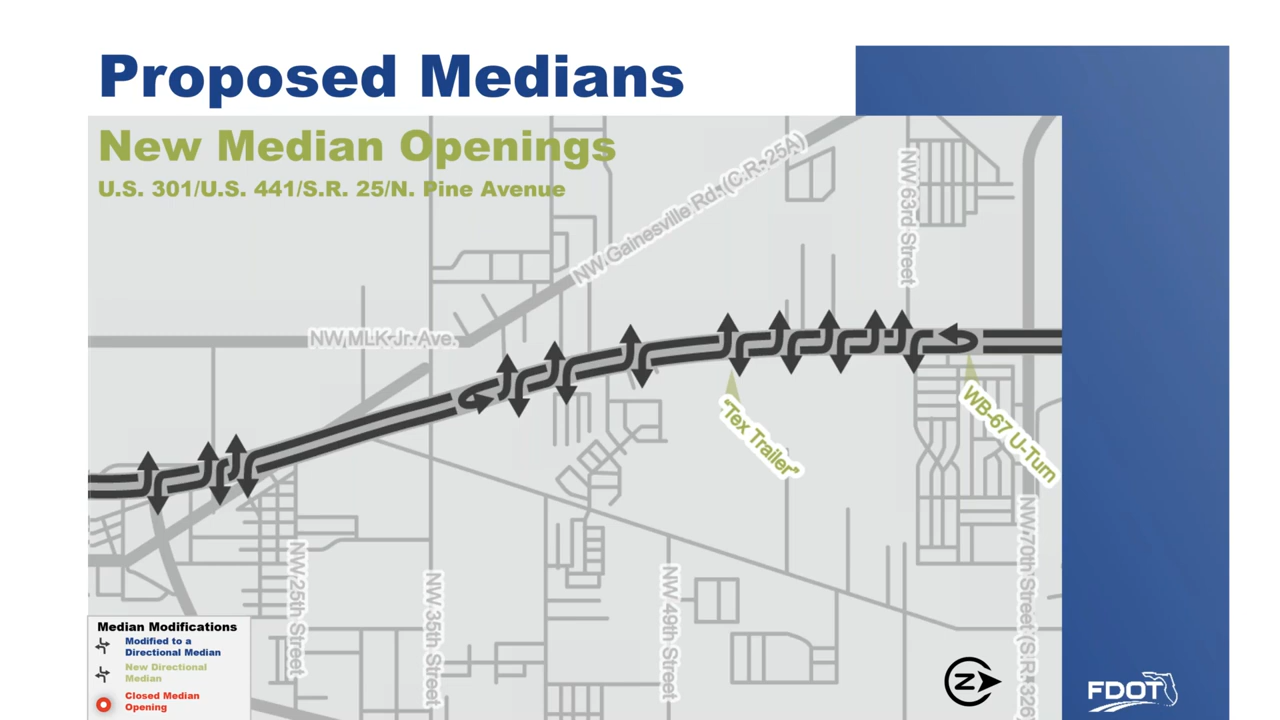 Proposed Medians
New Median Openings
U.S. 301/U.S. 441/S.R. 25/N. Pine Avenue
NW Gainesville Rd. (C.R. 25A)
NW 63rd Street
NW MLK Jr. Ave.
"Tex Trailer"
WB-67 U-Turn
NW 25th Street
NW 35th Street
NW 49th Street
NW 70th Street (S.R. 326)
Median Modifications
Modified to a
Directional Median
New Directional
Median
Closed Median
Opening
Z
FDOT